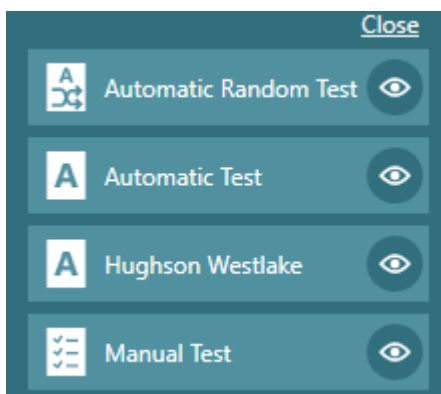 Close
A
Automatic Random Test
A
Automatic Test
A
Hughson Westlake
Manual Test